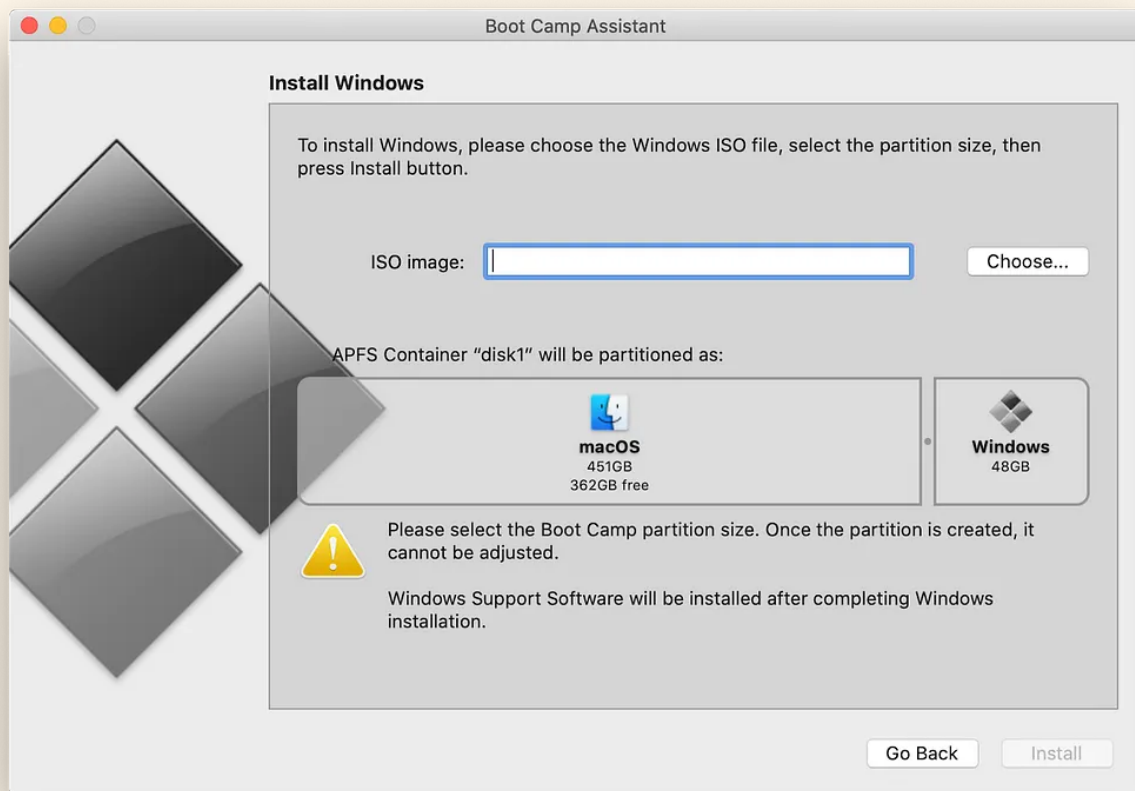 Boot Camp Assistant
Install Windows
To install Windows, please choose the Windows ISO file, select the partition size, then
press Install button.
ISO image:
Choose...
APFS Container “disk1” will be partitioned as:
macOS
451GB
362GB free
Windows
48GB
Please select the Boot Camp partition size. Once the partition is created, it
cannot be adjusted.
Windows Support Software will be installed after completing Windows
installation.
Go Back
Install